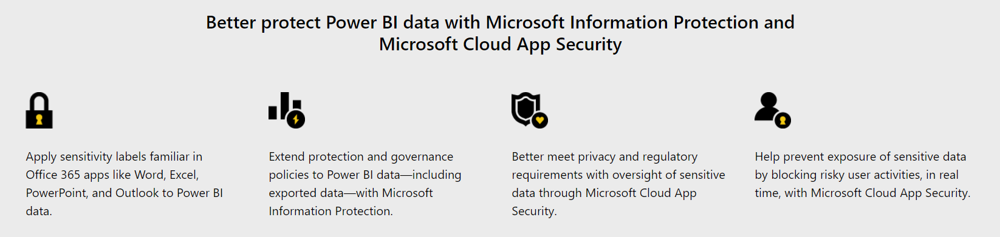 Better protect Power BI data with Microsoft Information Protection and
Microsoft Cloud App Security
Apply sensitivity labels familiar in
Office 365 apps like Word, Excel,
PowerPoint, and Outlook to Power BI
data.
Extend protection and governance
policies to Power BI data—including
exported data—with Microsoft
Information Protection.
Better meet privacy and regulatory
requirements with oversight of sensitive
data through Microsoft Cloud App
Security.
Help prevent exposure of sensitive data
by blocking risky user activities, in real
time, with Microsoft Cloud App Security.